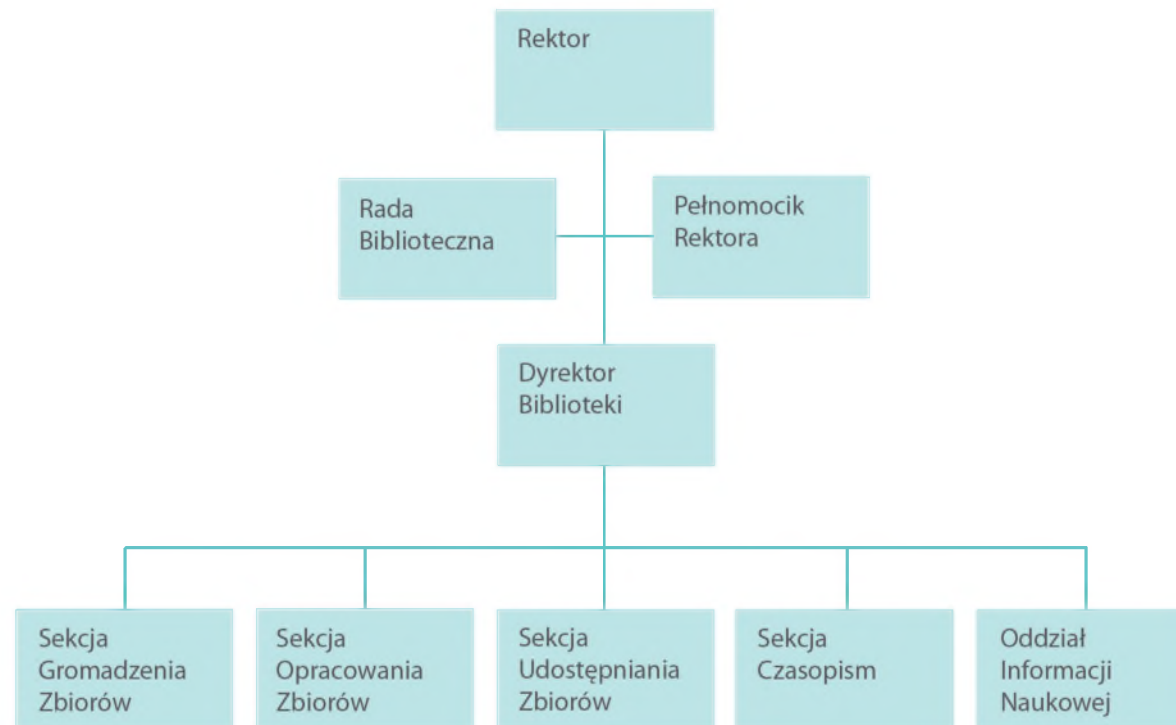 Rektor
Rada
Biblioteczna
Pełnomocik
Rektora
Dyrektor
Biblioteki
Sekcja
Gromadzenia
Zbiorów
Sekcja
Opracowania
Zbiorów
Sekcja
Udostępniania
Zbiorów
Sekcja
Czasopism
Oddział
Informacji
Naukowej